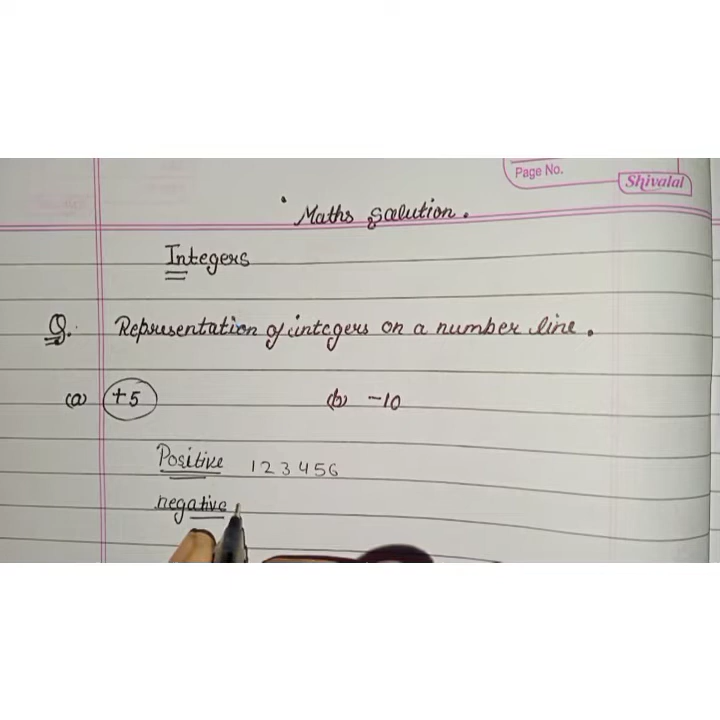 Page No.
Shivalal
Maths Salution.
Integers
Q. Representation of integers on a number line.
(a) +5 (b) -10
Positive 1 2 3 4 5 6
negative